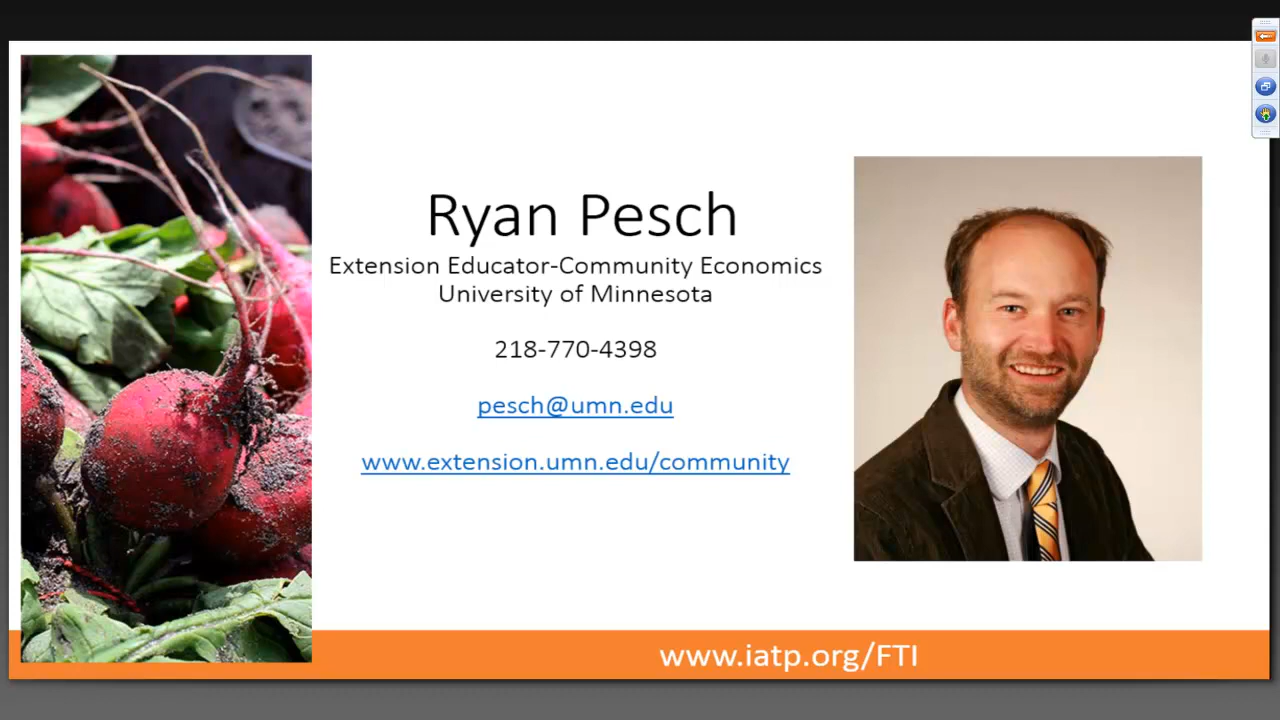 Ryan Pesch
Extension Educator-Community Economics
University of Minnesota
218-770-4398
pesch@umn.edu
www.extension.umn.edu/community
www.iatp.org/FTI